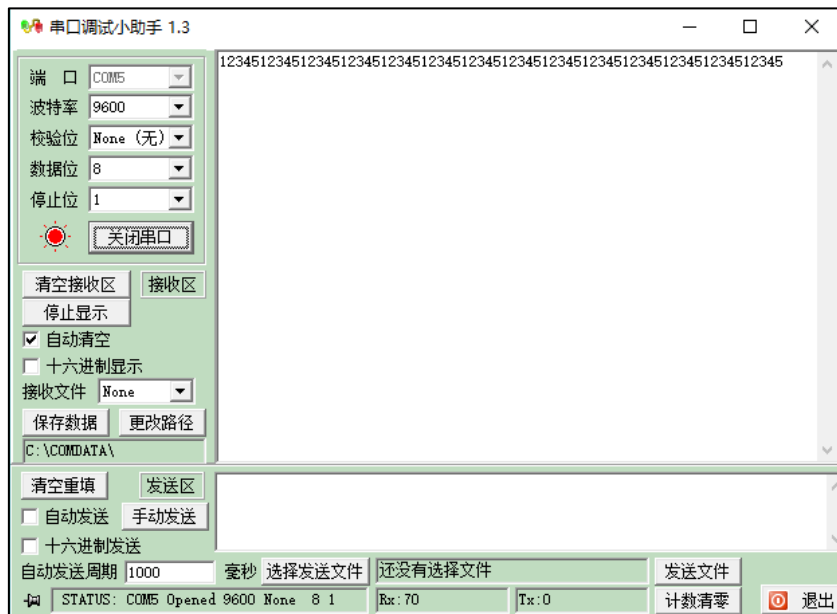 串口调试小助手 1.3
端 口 COM5
波特率 9600
校验位 None (无)
数据位 8
停止位 1
关闭串口
清空接收区 接收区
停止显示
自动清空
十六进制显示
接收文件 None
保存数据 更改路径
C:\COMDATA\
1234512345123451234512345123451234512345123451234512345123451234512345
清空重填 发送区
自动发送 手动发送
十六进制发送
自动发送周期 1000 毫秒 选择发送文件 还没有选择文件 发送文件
STATUS: COM5 Opened 9600 None 8 1 Rx:70 Tx:0 计数清零 退出